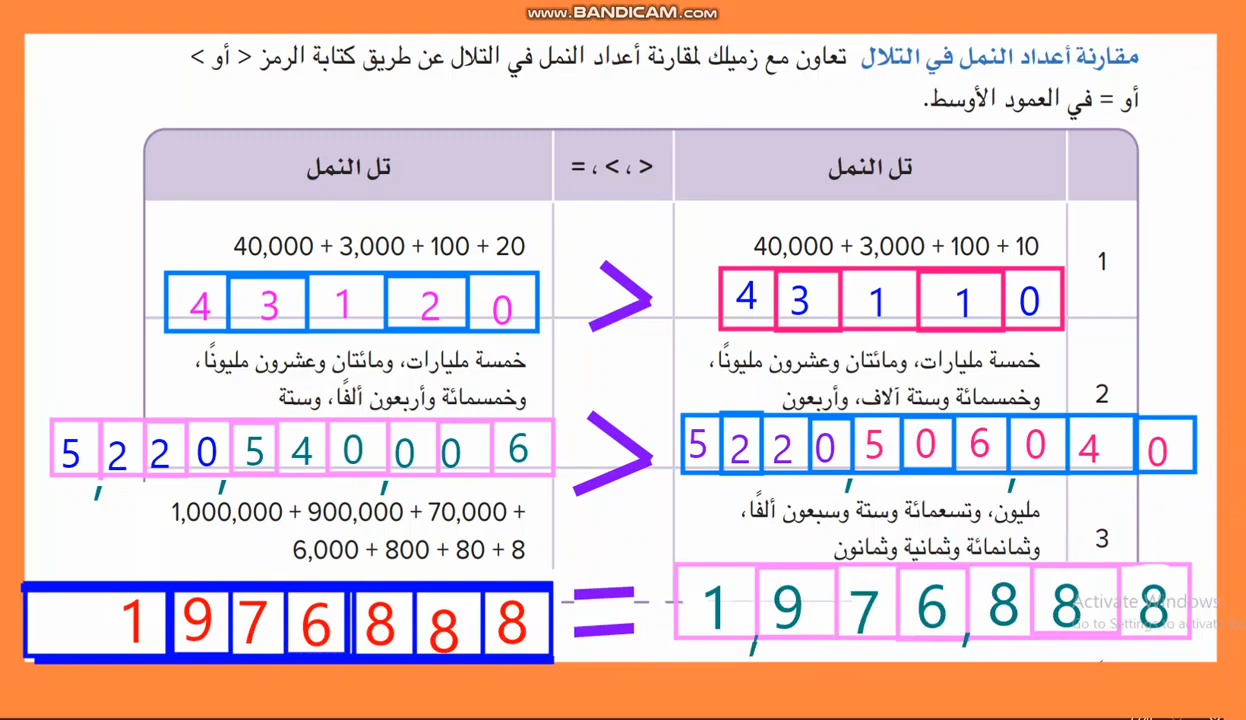 www.BANDICAM.com
مقارنة أعداد النمل في التلال تعاون مع زميلك لمقارنة أعداد النمل في التلال عن طريق كتابة الرمز > أو <
أو = في العمود الأوسط.
تل النمل
= ، < ، >
تل النمل
1
40,000 + 3,000 + 100 + 10
4 3 1 1 0
>
40,000 + 3,000 + 100 + 20
4 3 1 2 0
2
خمسة مليارات، ومائتان وعشرون مليونًا،
وخمسمائة وستة آلاف، وأربعون
5,2 2 0,5 0 6,0 4 0
>
خمسة مليارات، ومائتان وعشرون مليونًا،
وخمسمائة وأربعون ألفًا، وستة
5,2 2 0,5 4 0,0 0 6
3
مليون، وتسعمائة وستة وسبعون ألفًا،
وثمانمائة وثمانية وثمانون
1,9 7 6,8 8 8
=
1,000,000 + 900,000 + 70,000 +
6,000 + 800 + 80 + 8
1 9 7 6 8 8 8
Activate Windows
Go to Settings to activate